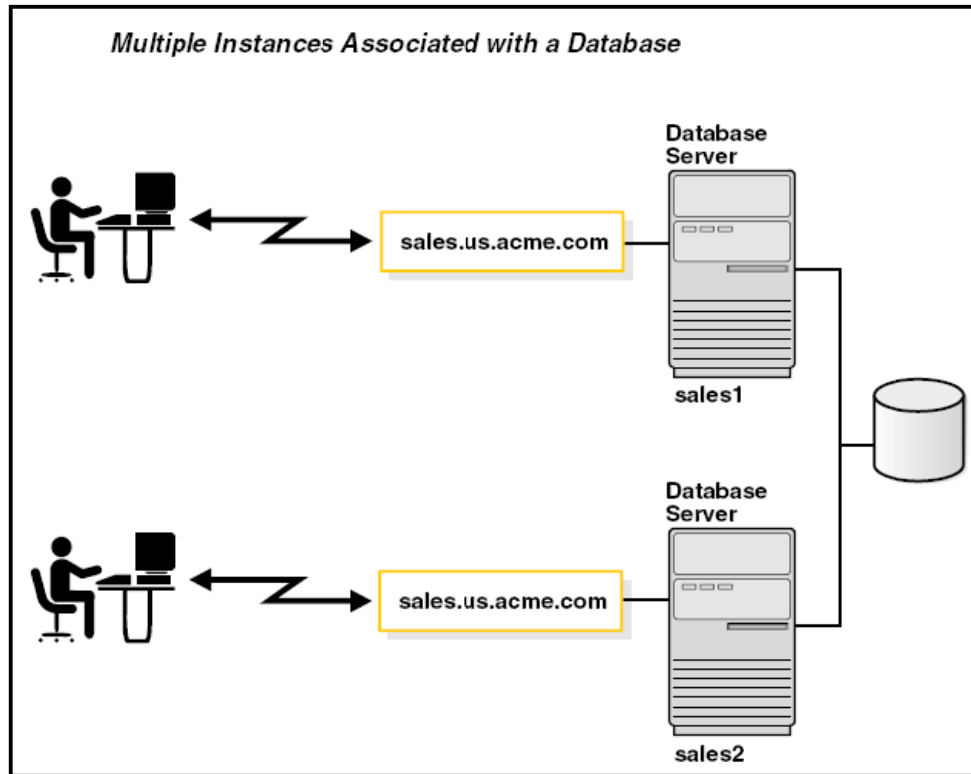 Multiple Instances Associated with a Database
Database
Server
sales.us.acme.com
sales1
Database
Server
sales.us.acme.com
sales2